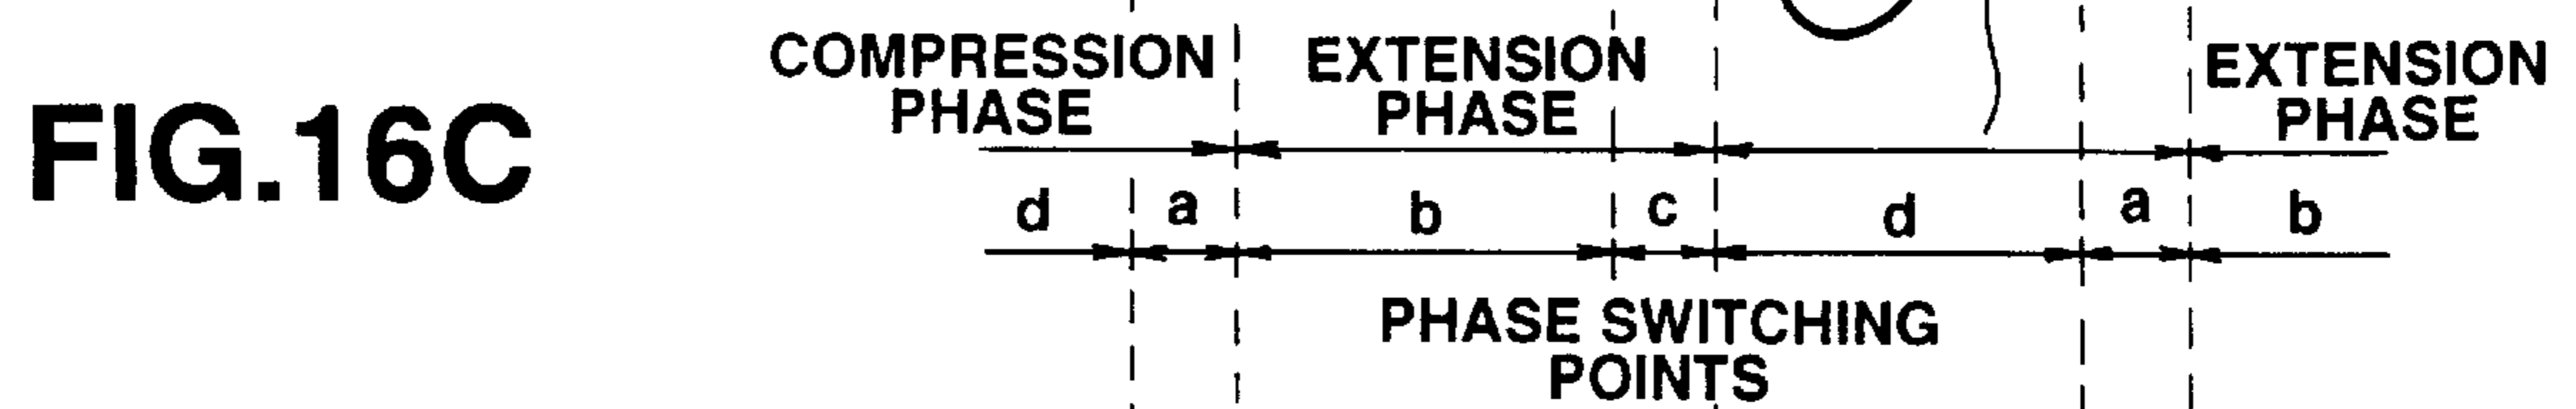 COMPRESSION EXTENSION EXTENSION
PHASE PHASE PHASE
FIG.16C
d a b c d a b
PHASE SWITCHING
POINTS